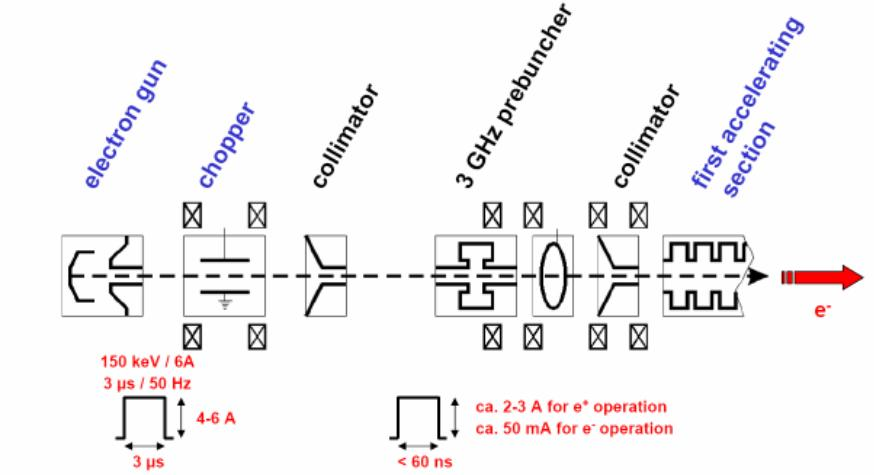 electron gun
chopper
collimator
3 GHz prebuncher
collimator
first accelerating
section
e-
150 keV / 6A
3 µs / 50 Hz
4-6 A
3 µs
ca. 2-3 A for e⁺ operation
ca. 50 mA for e⁻ operation
< 60 ns